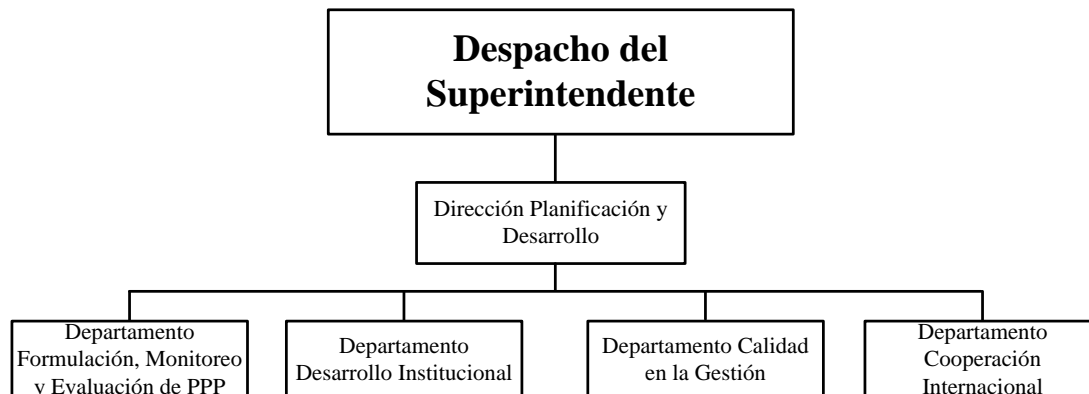 Despacho del
Superintendente
Dirección Planificación y
Desarrollo
Departamento
Formulación, Monitoreo
y Evaluación de PPP
Departamento
Desarrollo Institucional
Departamento Calidad
en la Gestión
Departamento
Cooperación
Internacional